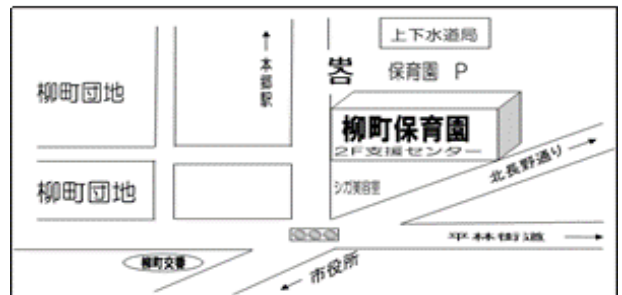 上下水道局
↑
本郷駅
保育園 P
柳町団地
柳町保育園
2F支援センター
北長野通り
柳町団地
シガ美容室
平林街道
柳町交番
市役所